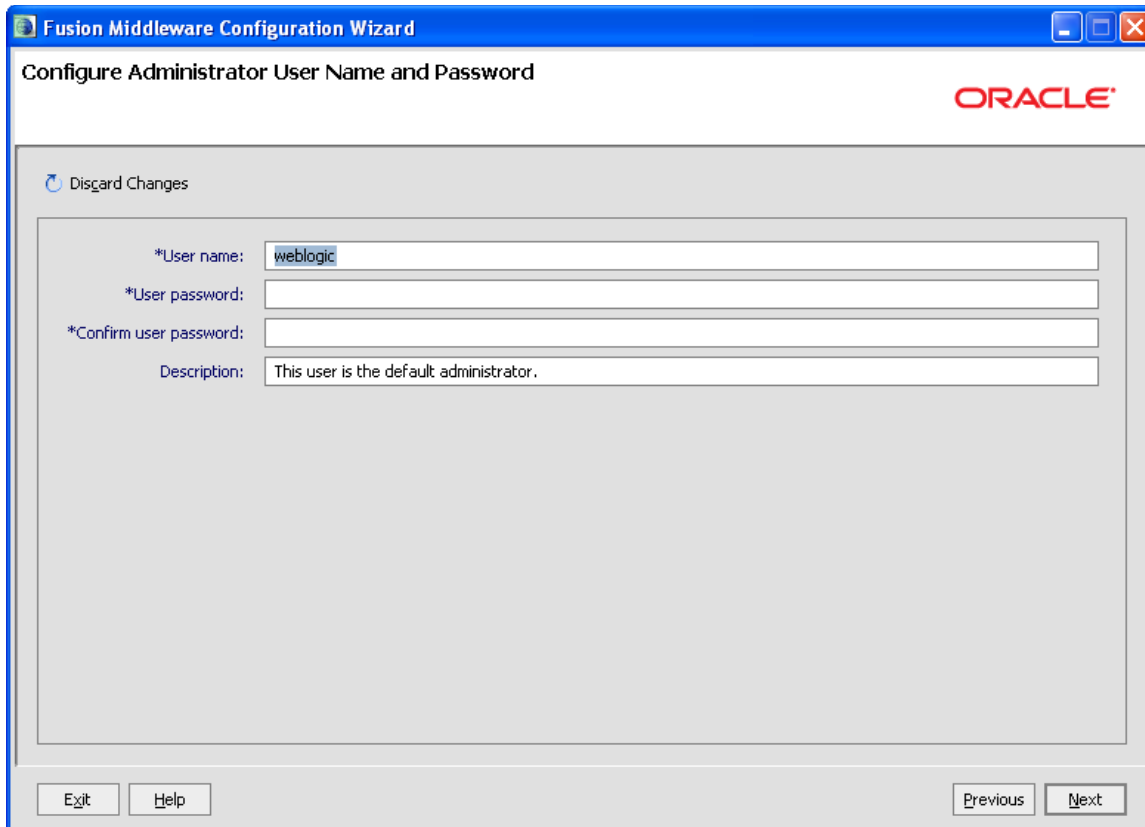 Fusion Middleware Configuration Wizard
Configure Administrator User Name and Password
ORACLE
Discard Changes
*User name: weblogic
*User password:
*Confirm user password:
Description: This user is the default administrator.
Exit Help Previous Next